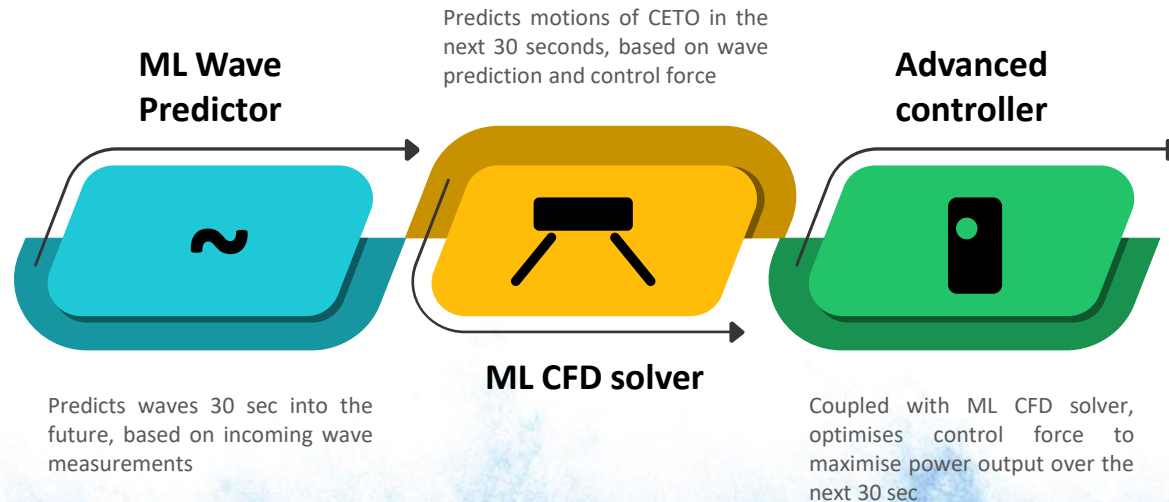 ML Wave
Predictor
Predicts waves 30 sec into the
future, based on incoming wave
measurements
Predicts motions of CETO in the
next 30 seconds, based on wave
prediction and control force
ML CFD solver
Advanced
controller
Coupled with ML CFD solver,
optimises control force to
maximise power output over the
next 30 sec